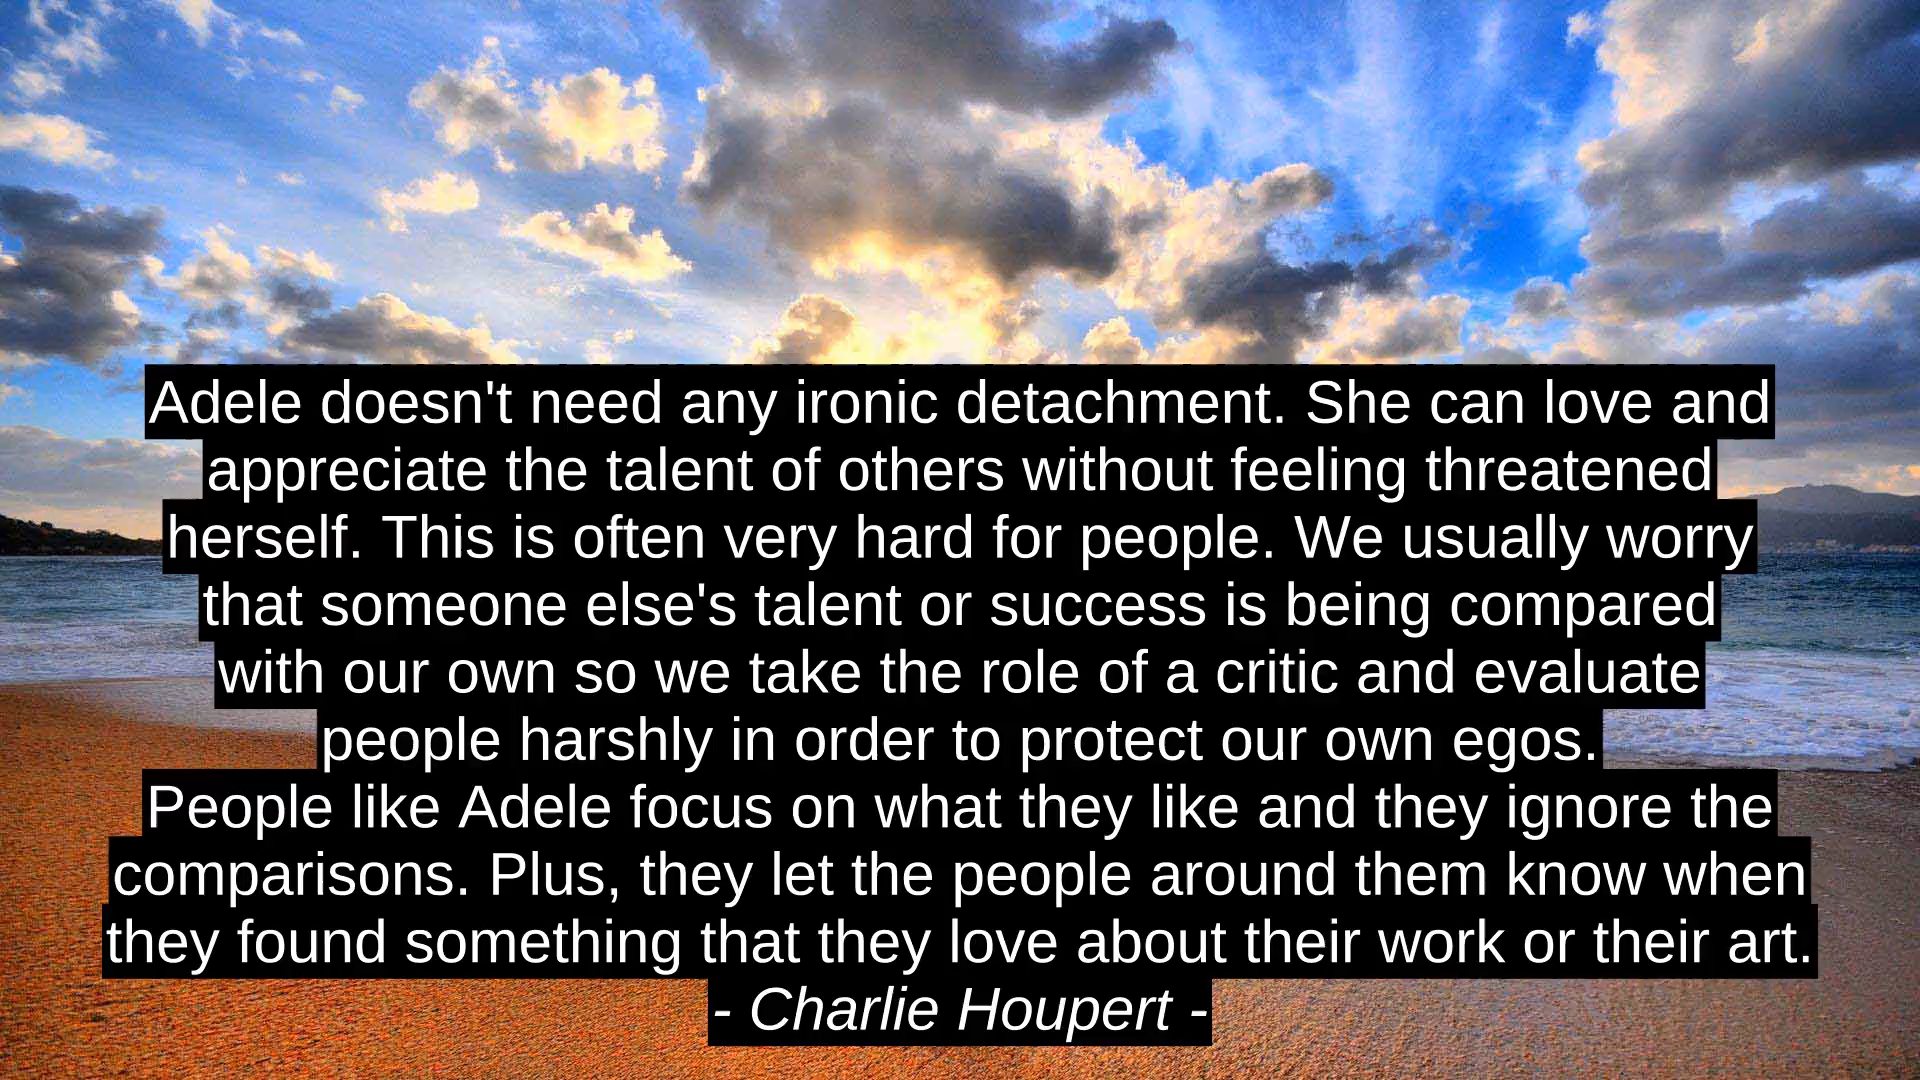 Adele doesn't need any ironic detachment. She can love and
appreciate the talent of others without feeling threatened
herself. This is often very hard for people. We usually worry
that someone else's talent or success is being compared
with our own so we take the role of a critic and evaluate
people harshly in order to protect our own egos.
People like Adele focus on what they like and they ignore the
comparisons. Plus, they let the people around them know when
they found something that they love about their work or their art.
- Charlie Houpert -